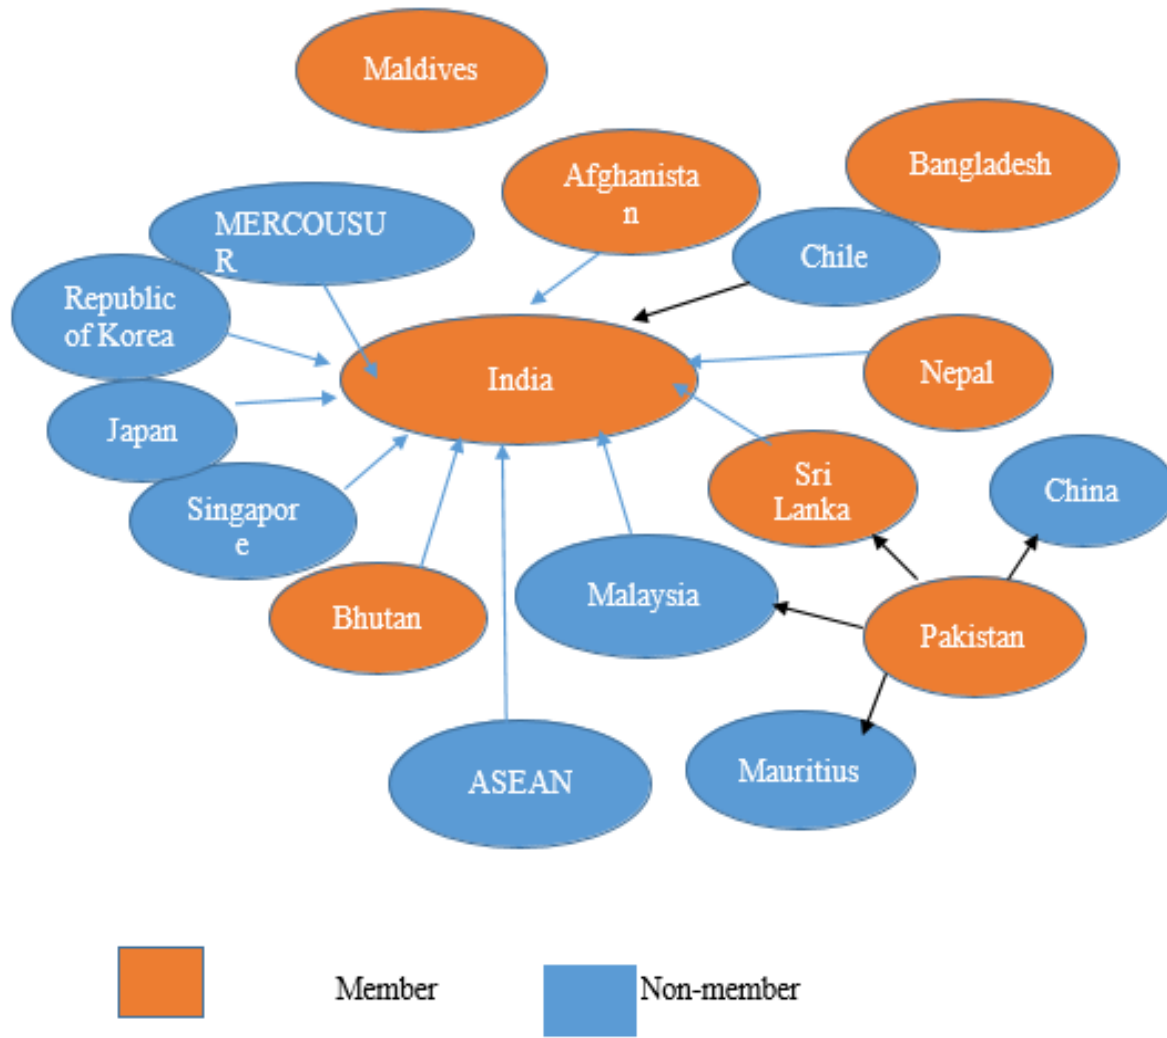 Maldives
Afghanista
n
Bangladesh
MERCOUSU
R
Chile
Republic
of Korea
India
Nepal
Japan
Sri
Lanka
China
Singapor
e
Malaysia
Bhutan
Pakistan
ASEAN
Mauritius
Member
Non-member